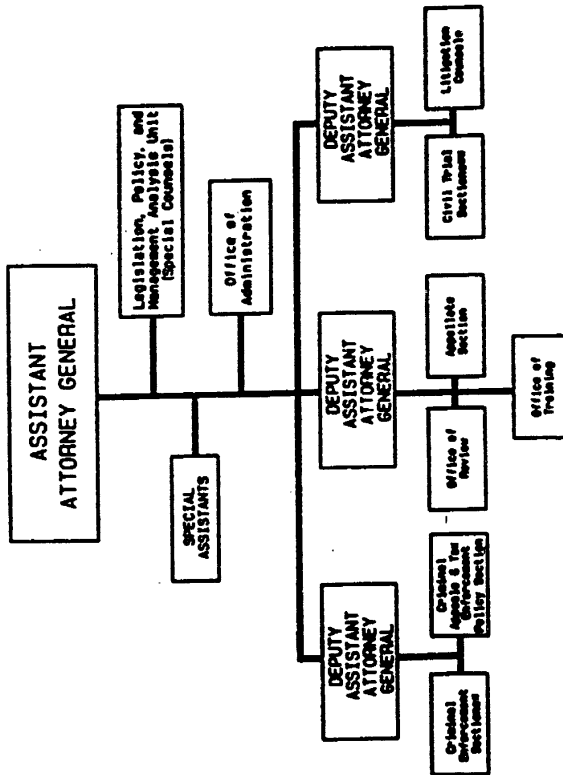 ASSISTANT
ATTORNEY GENERAL
Legislation, Policy, and
Management Analysis Unit
(Special Counsels)
SPECIAL
ASSISTANTS
Office of
Administration
DEPUTY
ASSISTANT
ATTORNEY
GENERAL
DEPUTY
ASSISTANT
ATTORNEY
GENERAL
DEPUTY
ASSISTANT
ATTORNEY
GENERAL
Criminal
Enforcement
Sections
Criminal
Appeals & Tax
Enforcement
Policy Section
Office of
Review
Appellate
Section
Office of
Training
Civil Trial
Sections
Litigation
Counsels